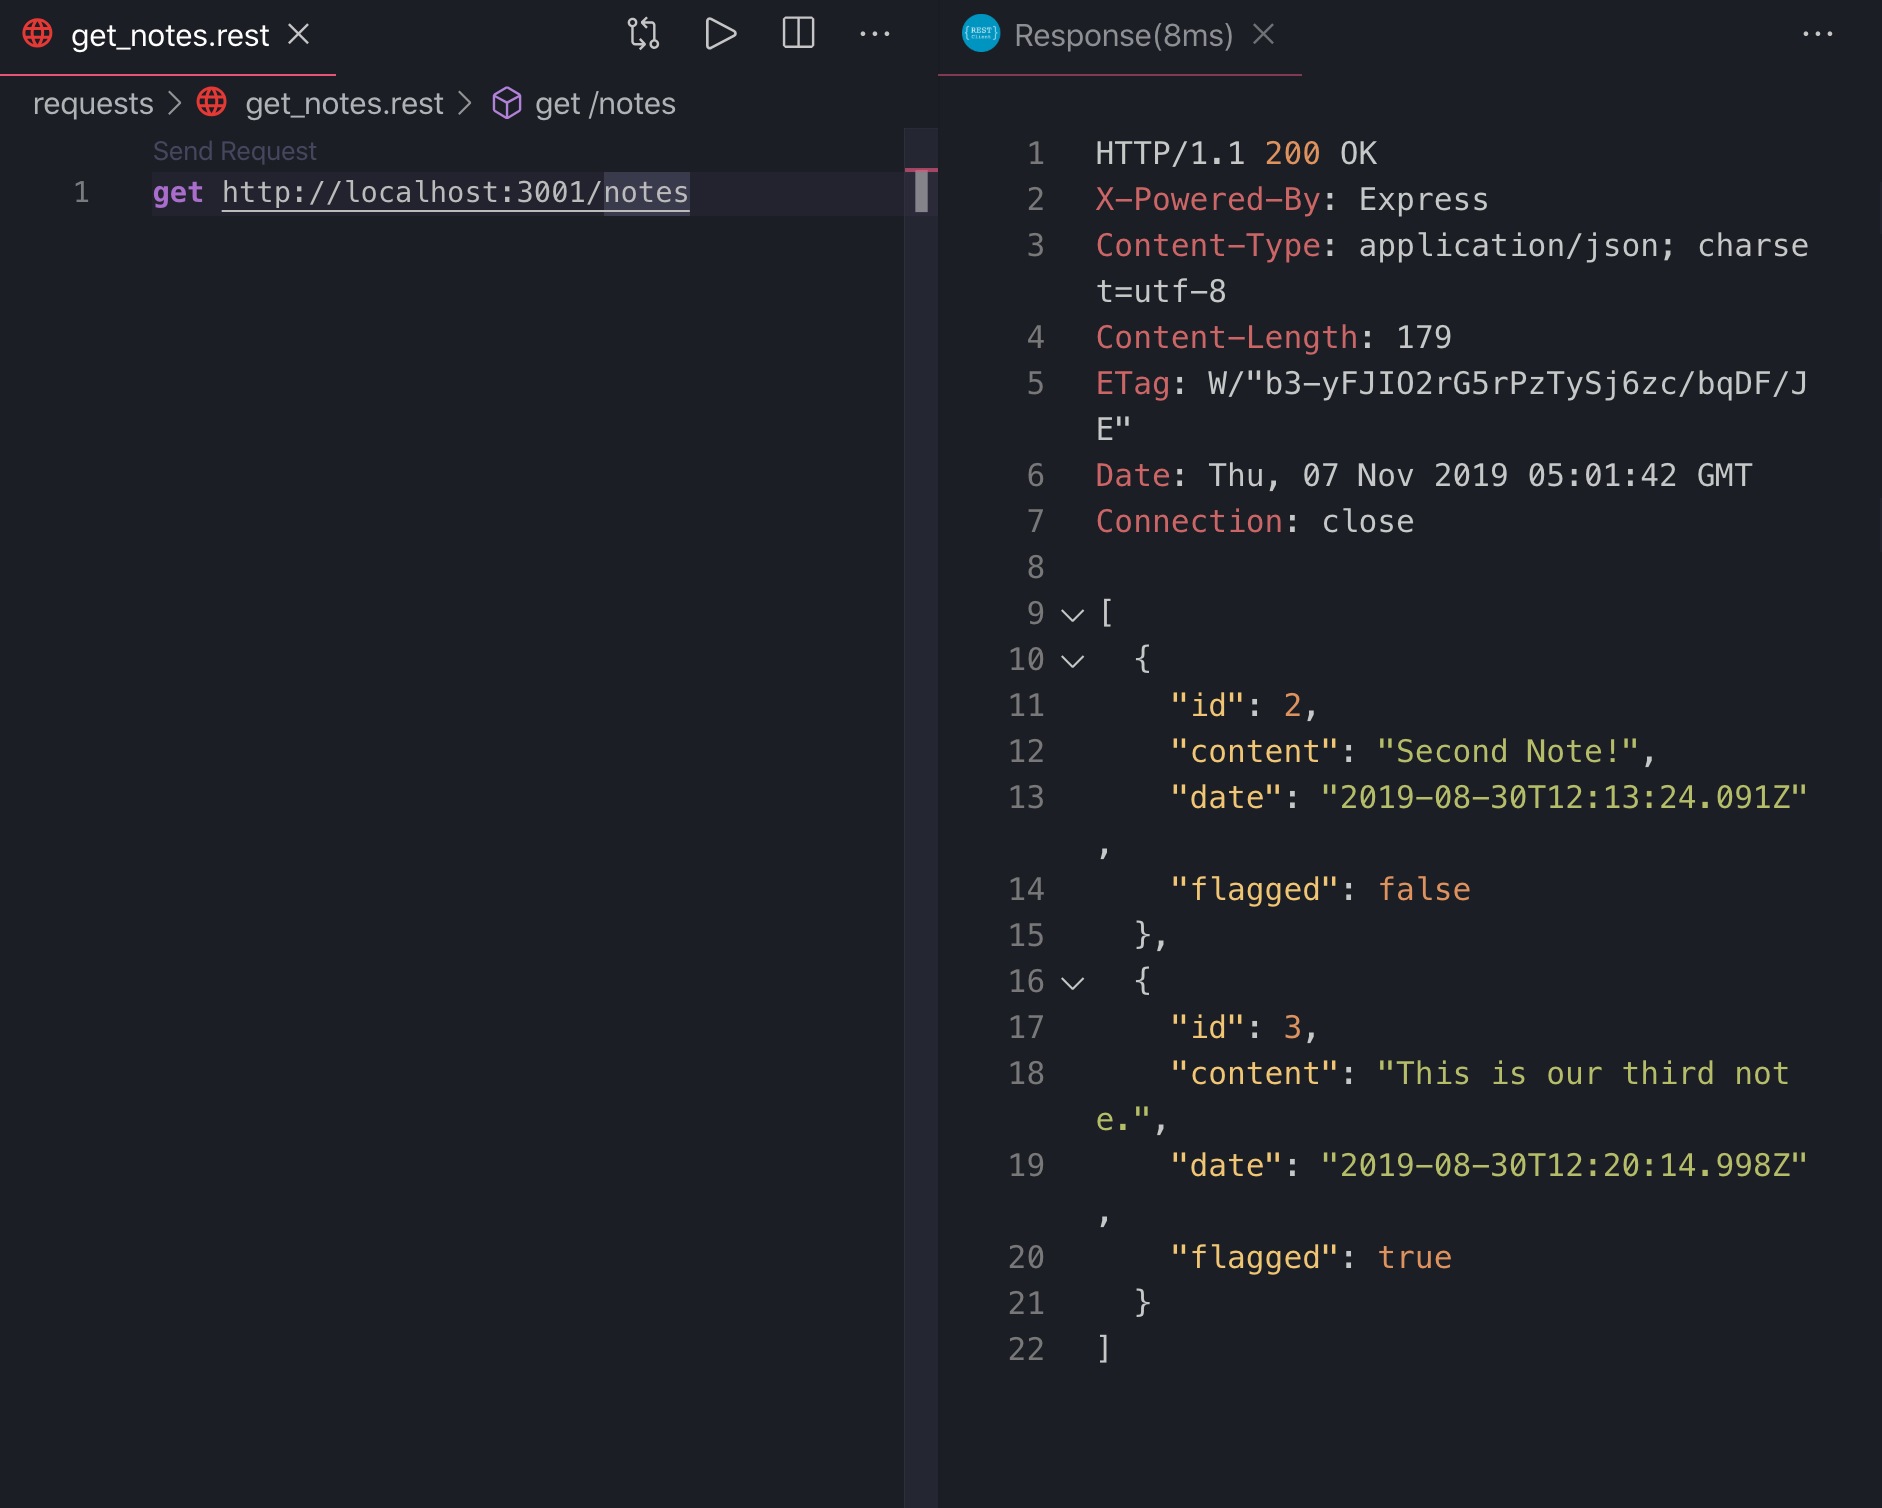 get_notes.rest
requests > get_notes.rest > get /notes
Send Request
1 get http://localhost:3001/notes
{REST}
Client
Response(8ms)
1 HTTP/1.1 200 OK
2 X-Powered-By: Express
3 Content-Type: application/json; charse
t=utf-8
4 Content-Length: 179
5 ETag: W/"b3-yFJIO2rG5rPzTySj6zc/bqDF/J
E"
6 Date: Thu, 07 Nov 2019 05:01:42 GMT
7 Connection: close
8
9 [
10 {
11 "id": 2,
12 "content": "Second Note!",
13 "date": "2019-08-30T12:13:24.091Z"
,
14 "flagged": false
15 },
16 {
17 "id": 3,
18 "content": "This is our third not
e.",
19 "date": "2019-08-30T12:20:14.998Z"
,
20 "flagged": true
21 }
22 ]